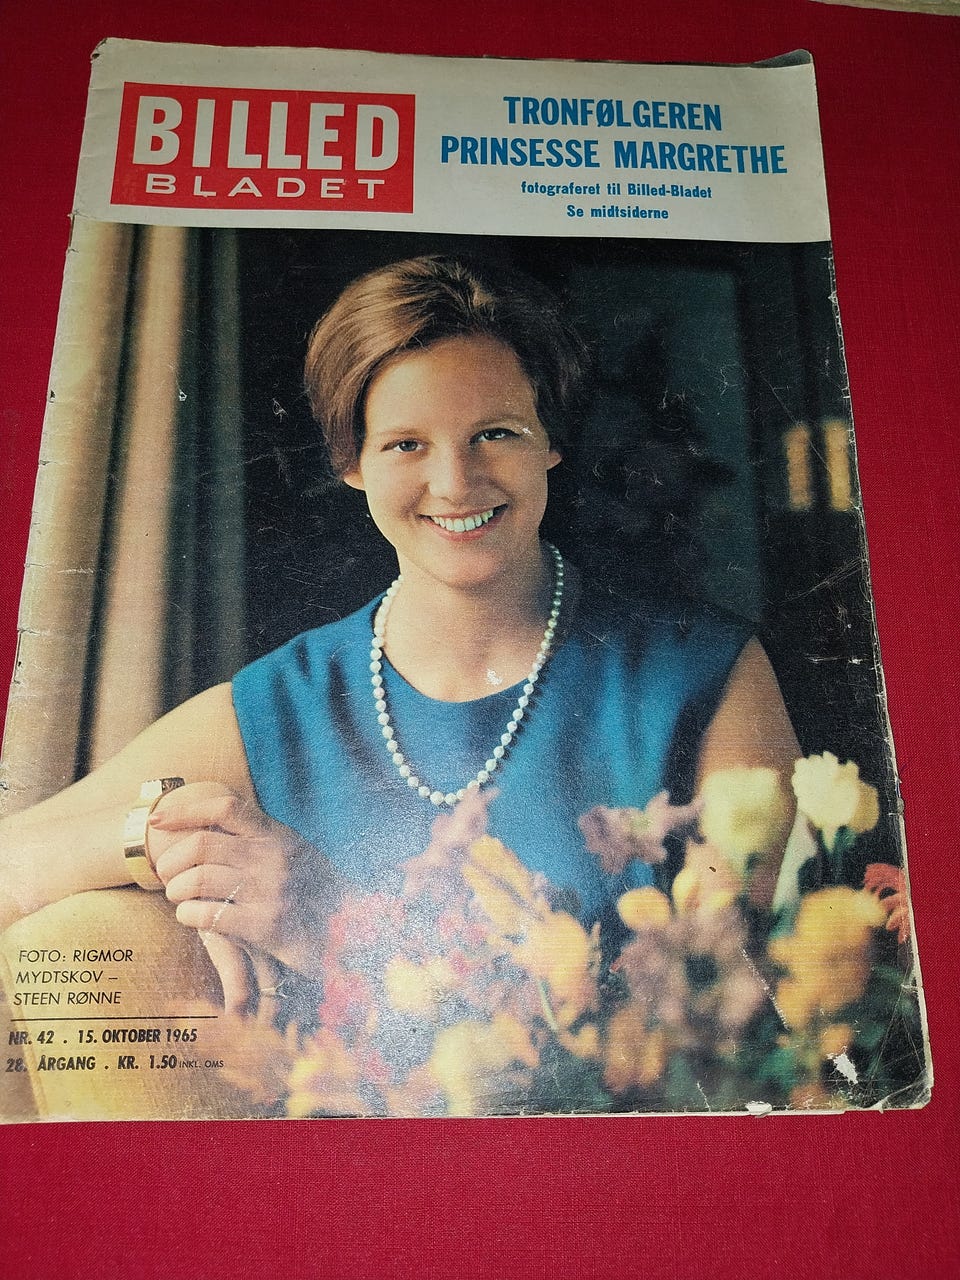 BILLED
BLADET
TRONFØLGEREN
PRINSESSE MARGRETHE
fotograferet til Billed-Bladet
Se midtsiderne
FOTO: RIGMOR
MYDTSKOV –
STEEN RØNNE
NR. 42 . 15. OKTOBER 1965
28. ÅRGANG . KR. 1.50 INKL. OMS